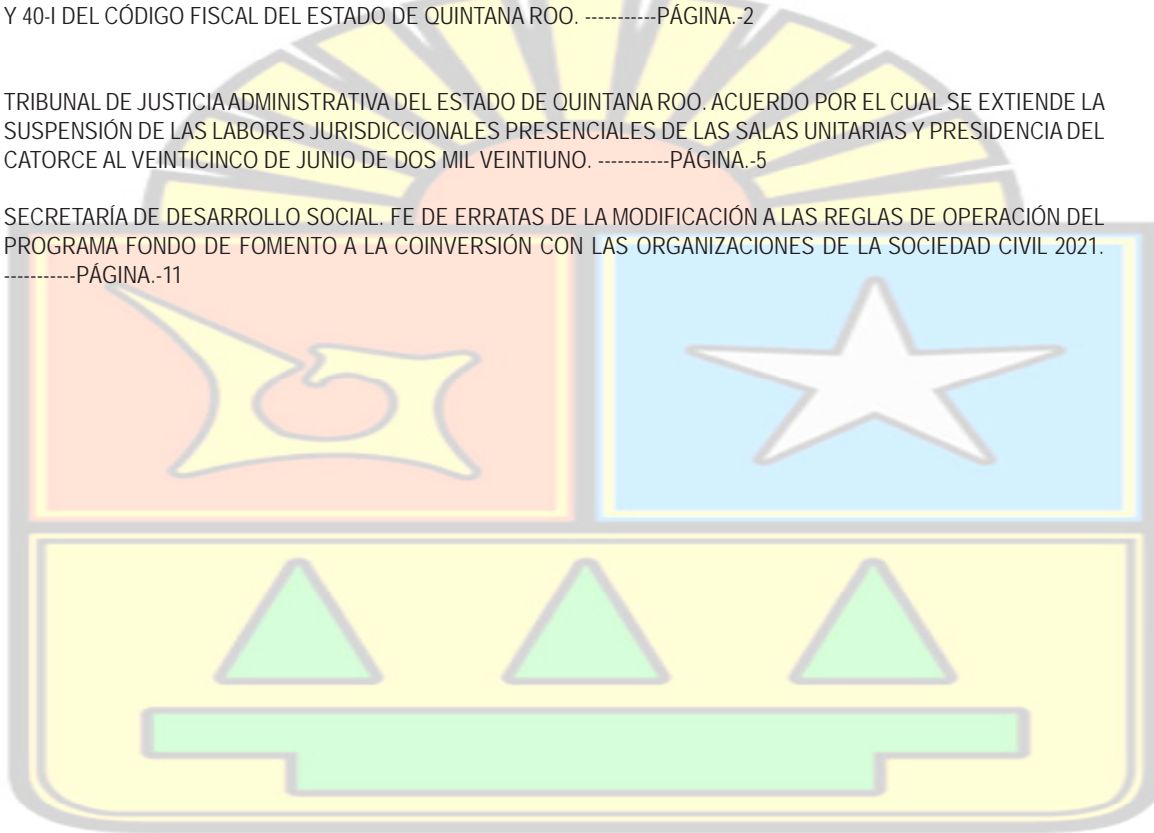 Y 40-I DEL CÓDIGO FISCAL DEL ESTADO DE QUINTANA ROO. -----------PÁGINA.-2
TRIBUNAL DE JUSTICIA ADMINISTRATIVA DEL ESTADO DE QUINTANA ROO. ACUERDO POR EL CUAL SE EXTIENDE LA
SUSPENSIÓN DE LAS LABORES JURISDICCIONALES PRESENCIALES DE LAS SALAS UNITARIAS Y PRESIDENCIA DEL
CATORCE AL VEINTICINCO DE JUNIO DE DOS MIL VEINTIUNO. -----------PÁGINA.-5
SECRETARÍA DE DESARROLLO SOCIAL. FE DE ERRATAS DE LA MODIFICACIÓN A LAS REGLAS DE OPERACIÓN DEL
PROGRAMA FONDO DE FOMENTO A LA COINVERSIÓN CON LAS ORGANIZACIONES DE LA SOCIEDAD CIVIL 2021.
-----------PÁGINA.-11